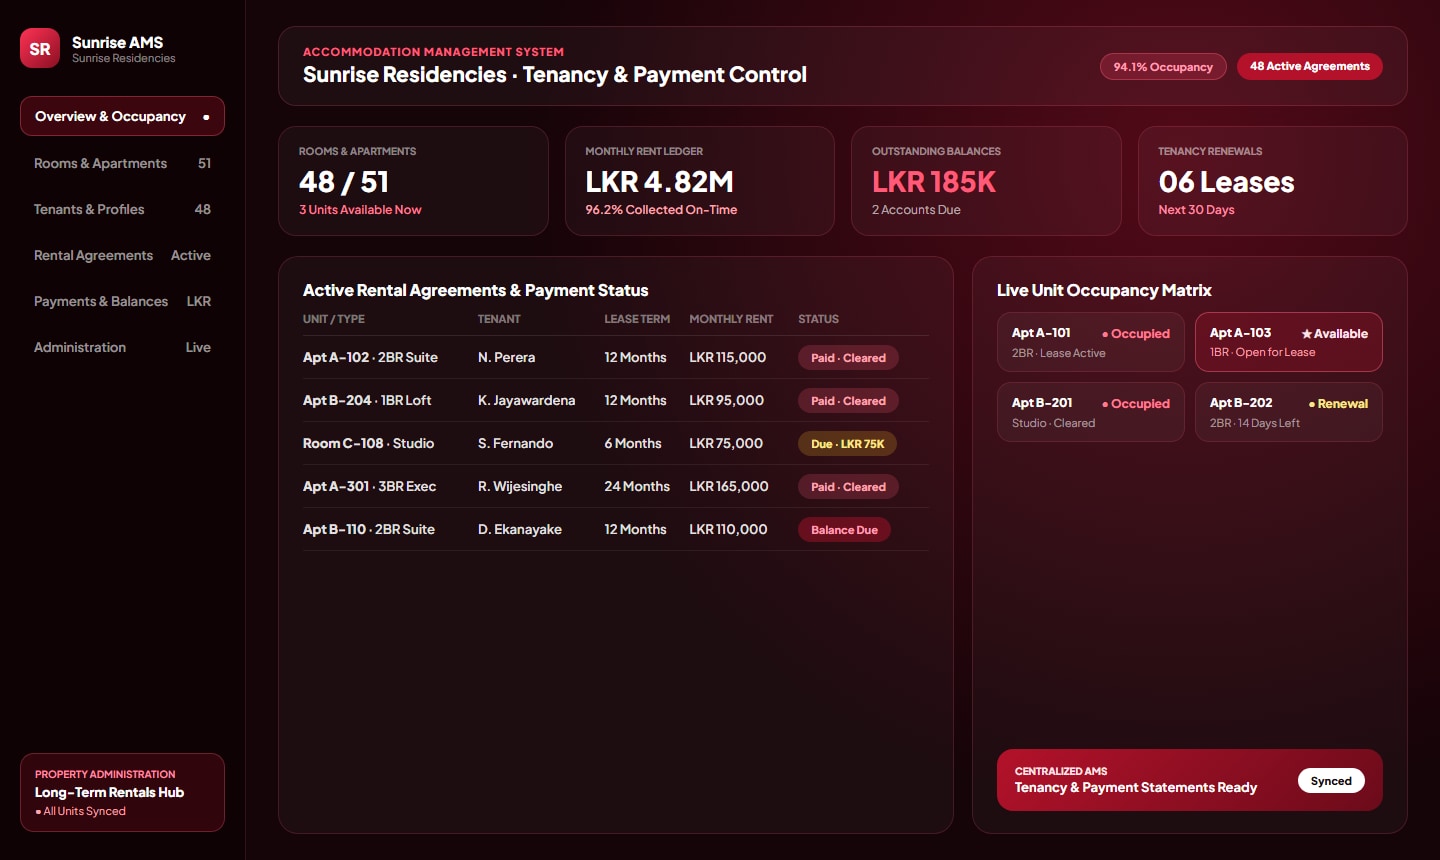 SR
Sunrise AMS
Sunrise Residencies
Overview & Occupancy •
Rooms & Apartments 51
Tenants & Profiles 48
Rental Agreements Active
Payments & Balances LKR
Administration Live
PROPERTY ADMINISTRATION
Long-Term Rentals Hub
• All Units Synced
ACCOMMODATION MANAGEMENT SYSTEM
Sunrise Residencies · Tenancy & Payment Control
94.1% Occupancy
48 Active Agreements
ROOMS & APARTMENTS
48 / 51
3 Units Available Now
MONTHLY RENT LEDGER
LKR 4.82M
96.2% Collected On-Time
OUTSTANDING BALANCES
LKR 185K
2 Accounts Due
TENANCY RENEWALS
06 Leases
Next 30 Days
Active Rental Agreements & Payment Status
UNIT / TYPE TENANT LEASE TERM MONTHLY RENT STATUS
Apt A-102 · 2BR Suite N. Perera 12 Months LKR 115,000 Paid · Cleared
Apt B-204 · 1BR Loft K. Jayawardena 12 Months LKR 95,000 Paid · Cleared
Room C-108 · Studio S. Fernando 6 Months LKR 75,000 Due · LKR 75K
Apt A-301 · 3BR Exec R. Wijesinghe 24 Months LKR 165,000 Paid · Cleared
Apt B-110 · 2BR Suite D. Ekanayake 12 Months LKR 110,000 Balance Due
Live Unit Occupancy Matrix
Apt A-101 • Occupied
2BR · Lease Active
Apt A-103 ★ Available
1BR · Open for Lease
Apt B-201 • Occupied
Studio · Cleared
Apt B-202 • Renewal
2BR · 14 Days Left
CENTRALIZED AMS
Tenancy & Payment Statements Ready
Synced